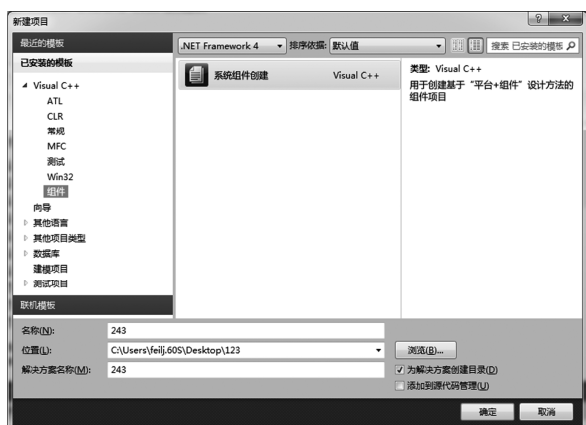 新建项目
最近的模板
.NET Framework 4 排序依据: 默认值 搜索 已安装的模板
已安装的模板
Visual C++
ATL
CLR
常规
MFC
测试
Win32
组件
向导
其他语言
其他项目类型
数据库
建模项目
测试项目
联机模板
系统组件创建 Visual C++
类型: Visual C++
用于创建基于“平台+组件”设计方法的
组件项目
名称(N): 243
位置(L): C:\Users\feilj.60S\Desktop\123 浏览(B)...
解决方案名称(M): 243 为解决方案创建目录(D)
添加到源代码管理(U)
确定 取消